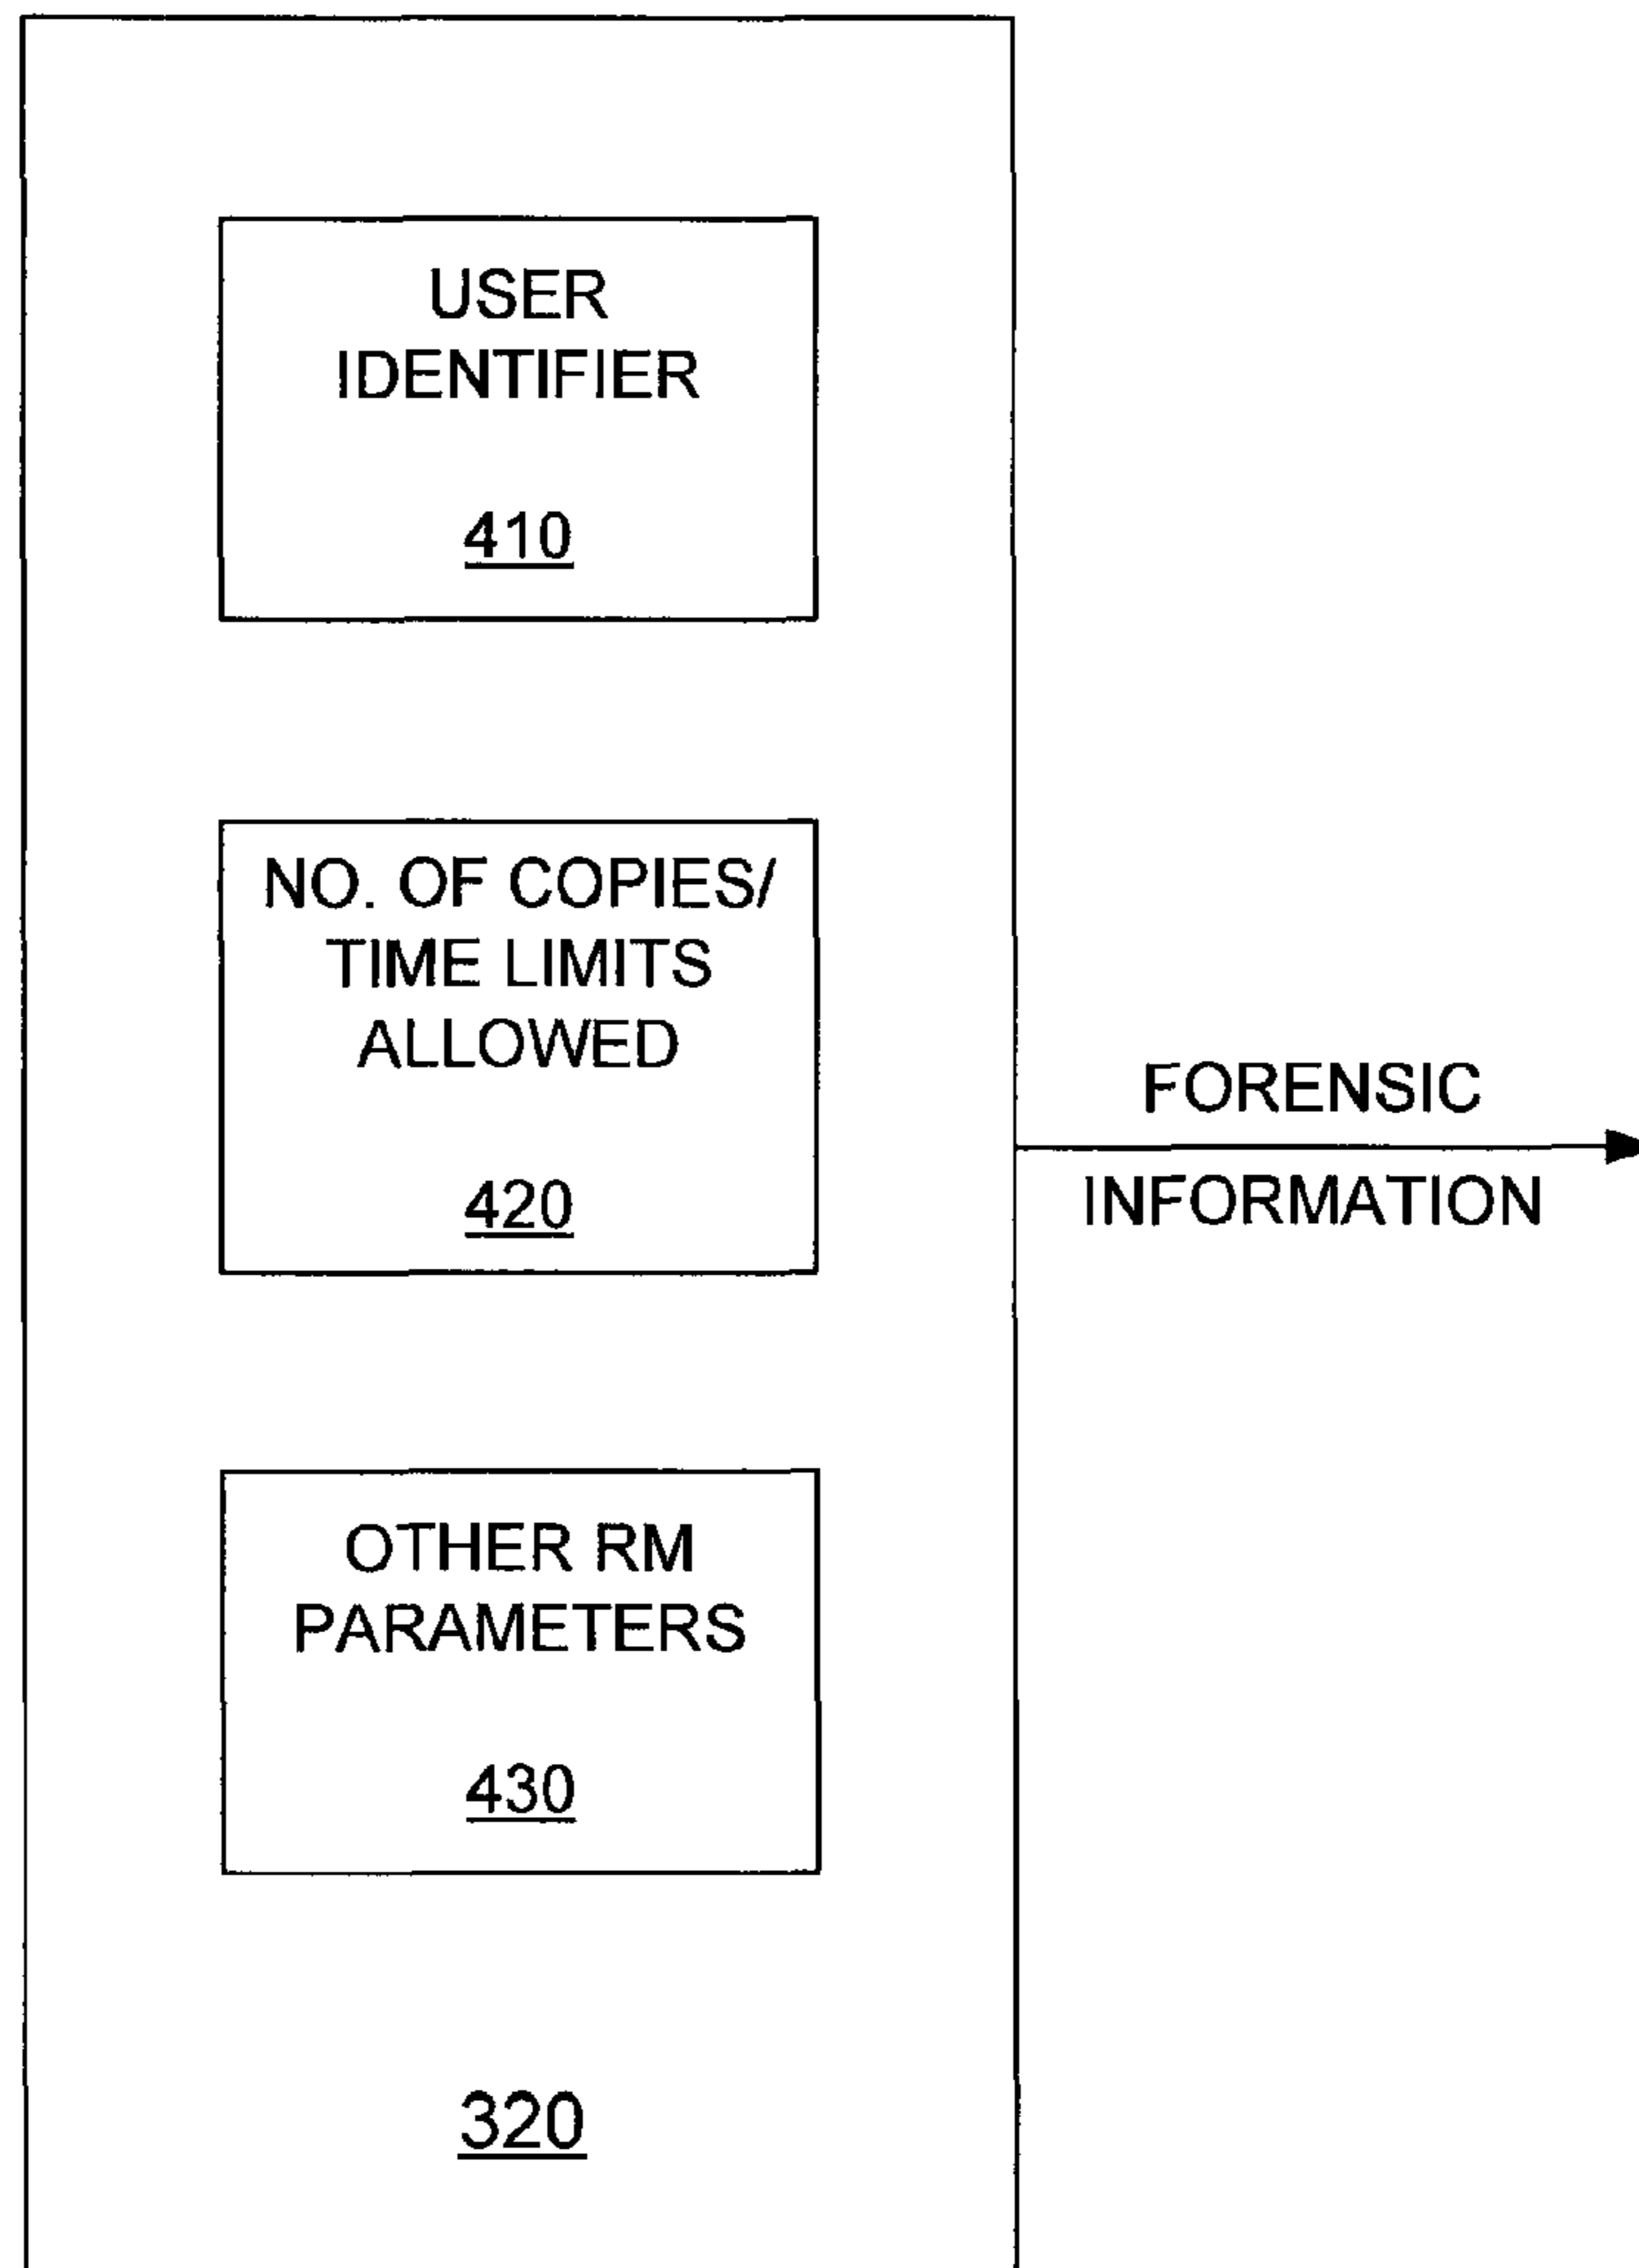 USER
IDENTIFIER
410
NO. OF COPIES/
TIME LIMITS
ALLOWED
420
FORENSIC
INFORMATION
OTHER RM
PARAMETERS
430
320